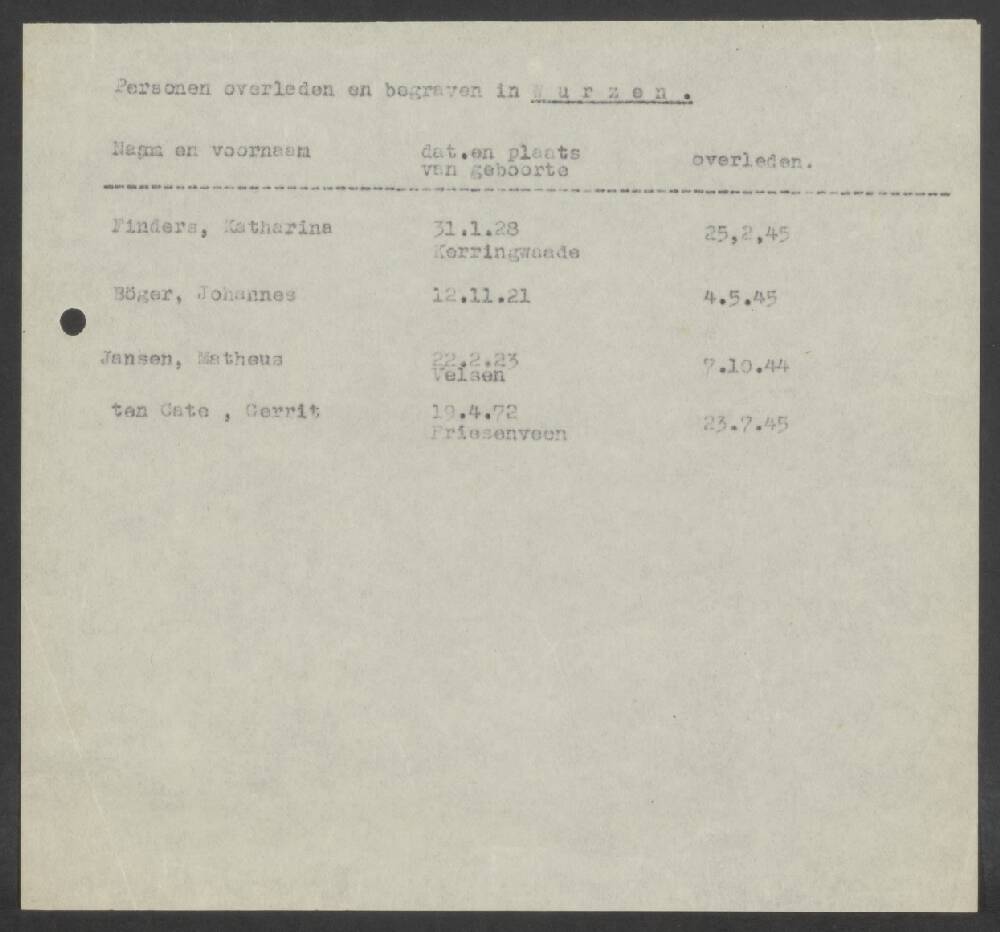 Personen overleden en begraven in W u r z e n .
Naam en voornaam
dat.en plaats
van geboorte
overleden.
Finders, Katharina
31.1.28
25,2,45
Kerringwaade
Böger, Johannes
12.11.21
4.5.45
Jansen, Matheus
22.2.23
7.10.44
Velsen
ten Cate , Gerrit
19.4.72
23.7.45
Friesenveen